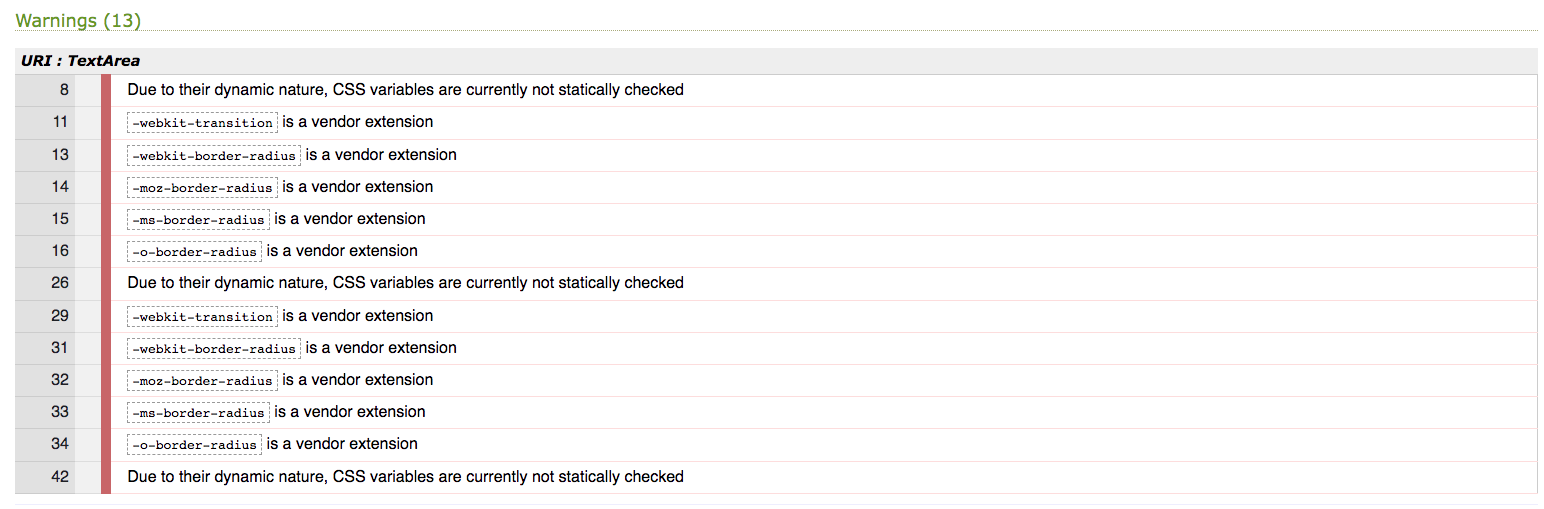 Warnings (13)
URI : TextArea
8 Due to their dynamic nature, CSS variables are currently not statically checked
11 -webkit-transition is a vendor extension
13 -webkit-border-radius is a vendor extension
14 -moz-border-radius is a vendor extension
15 -ms-border-radius is a vendor extension
16 -o-border-radius is a vendor extension
26 Due to their dynamic nature, CSS variables are currently not statically checked
29 -webkit-transition is a vendor extension
31 -webkit-border-radius is a vendor extension
32 -moz-border-radius is a vendor extension
33 -ms-border-radius is a vendor extension
34 -o-border-radius is a vendor extension
42 Due to their dynamic nature, CSS variables are currently not statically checked